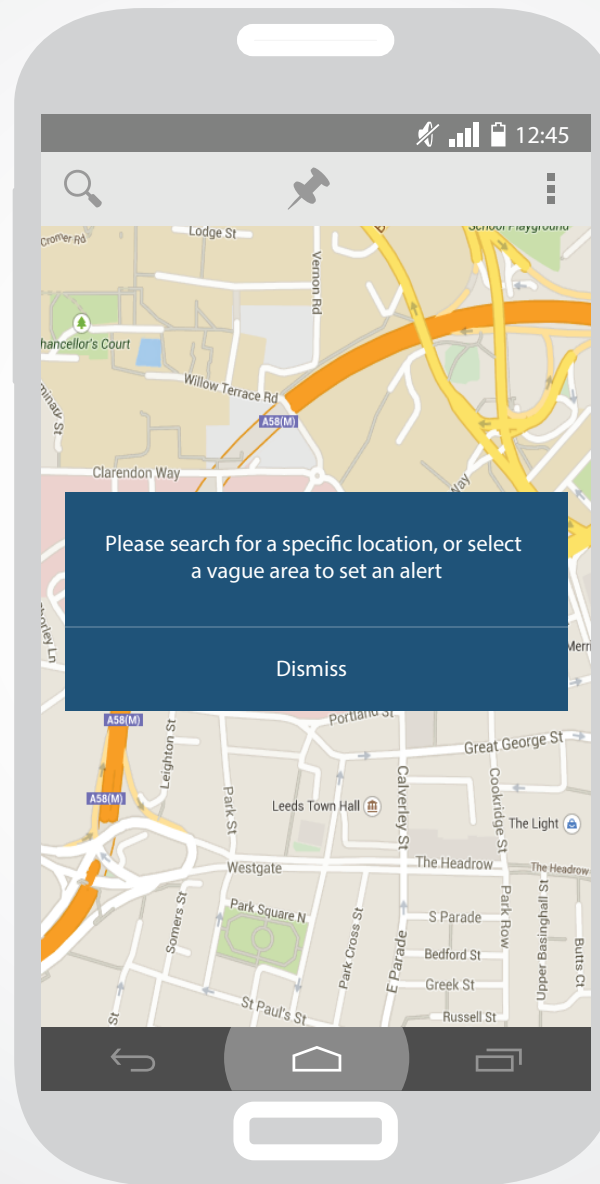 12:45
School Playground
Cromer Rd
Lodge St
Vernon Rd
hancellor's Court
Willow Terrace Rd
A58(M)
Clarendon Way
Way
Please search for a specific location, or select
a vague area to set an alert
Dismiss
Merri
horley Ln
Portland St
A58(M)
Leighton St
Great George St
A58(M)
Park St
Leeds Town Hall
Calverley St
Cookridge St
The Light
Westgate
The Headrow
The Headrow
Somers St
Park Square N
Park Cross St
E Parade
S Parade
Park Row
Upper Basinghall St
Butts Ct
Bedford St
Greek St
St Paul's St
Russell St
St